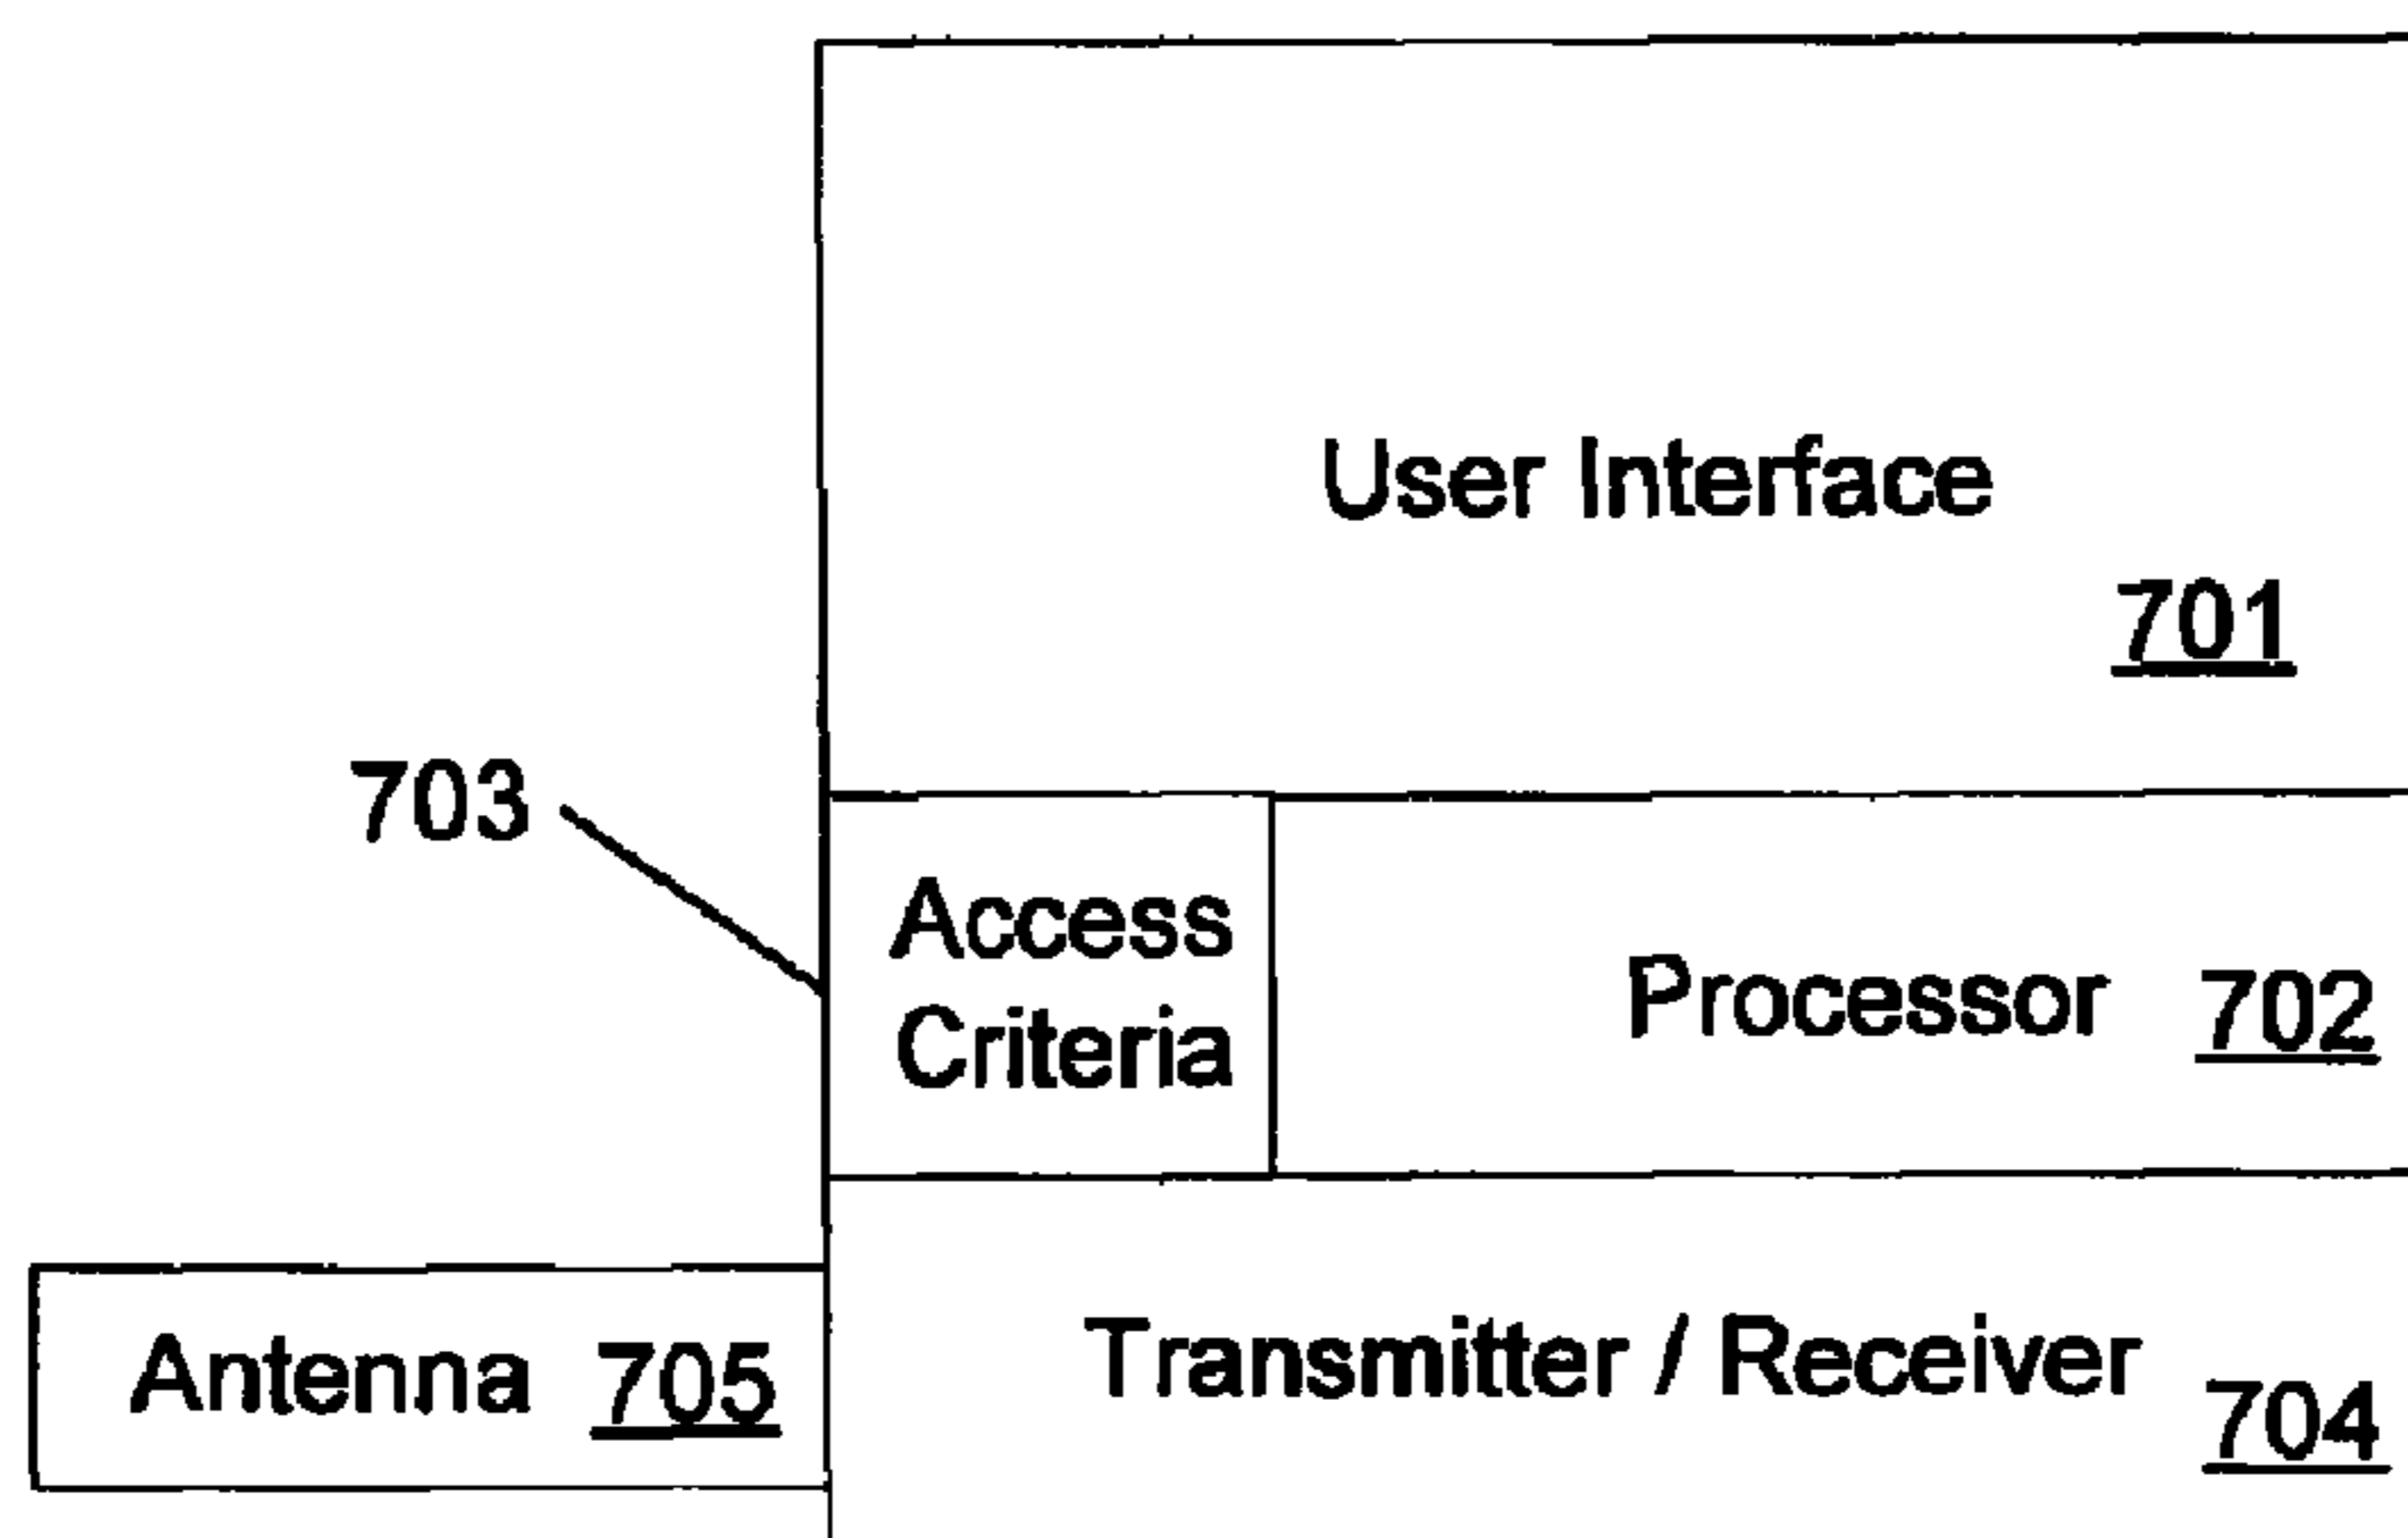 User Interface
701
703
Access
Criteria
Processor 702
Antenna 705
Transmitter / Receiver
704